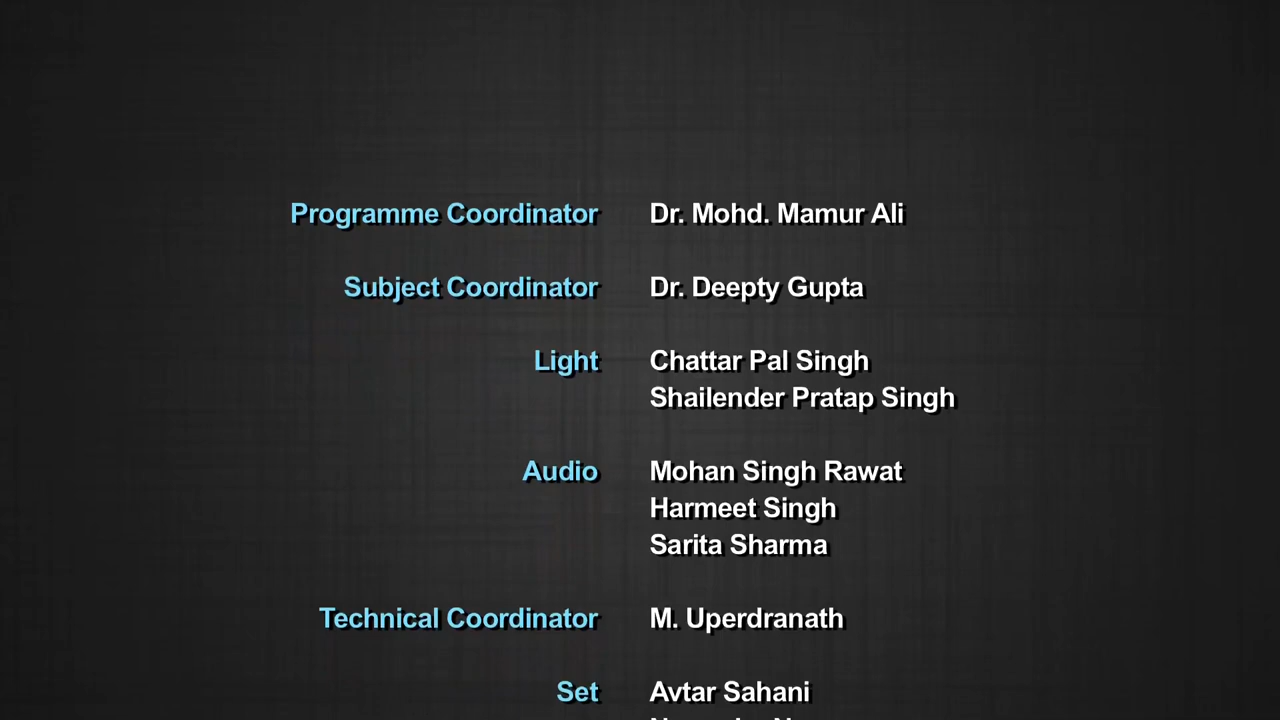 Programme Coordinator Dr. Mohd. Mamur Ali
Subject Coordinator Dr. Deepty Gupta
Light Chattar Pal Singh
Shailender Pratap Singh
Audio Mohan Singh Rawat
Harmeet Singh
Sarita Sharma
Technical Coordinator M. Uperdranath
Set Avtar Sahani